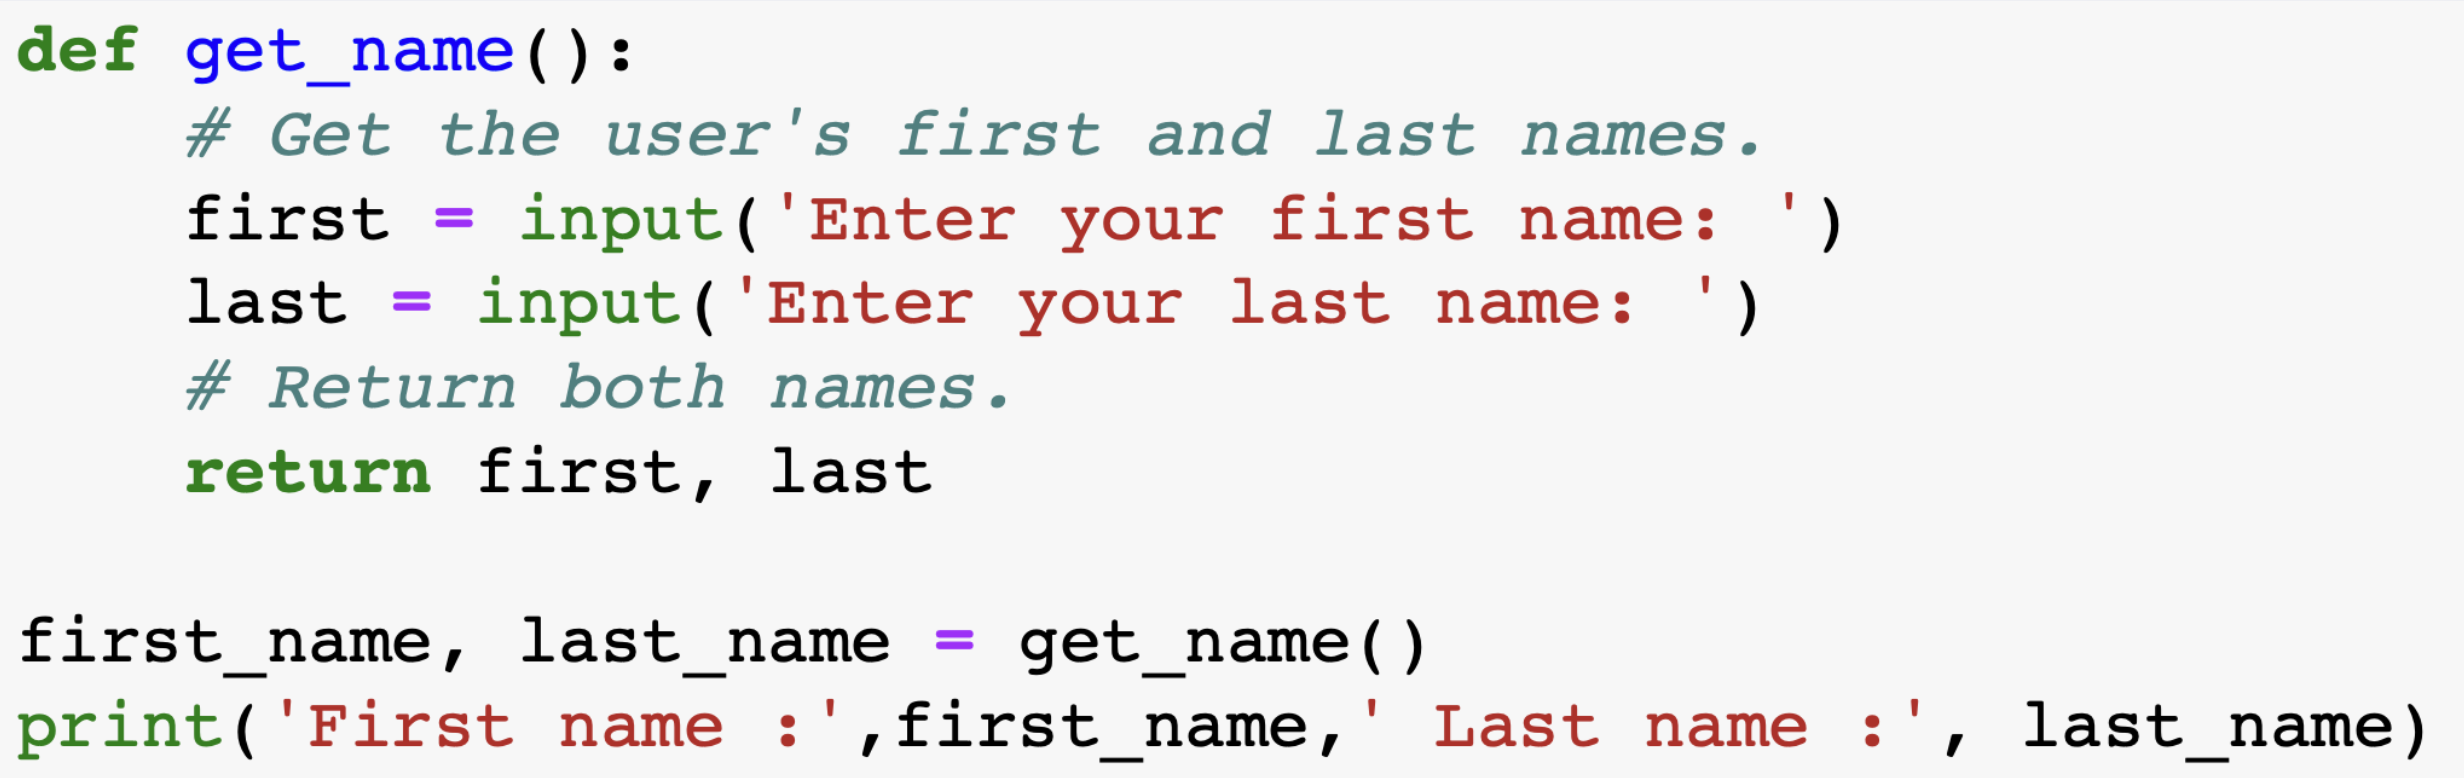 def get_name():
    # Get the user's first and last names.
    first = input('Enter your first name: ')
    last = input('Enter your last name: ')
    # Return both names.
    return first, last

first_name, last_name = get_name()
print('First name :',first_name,' Last name :', last_name)